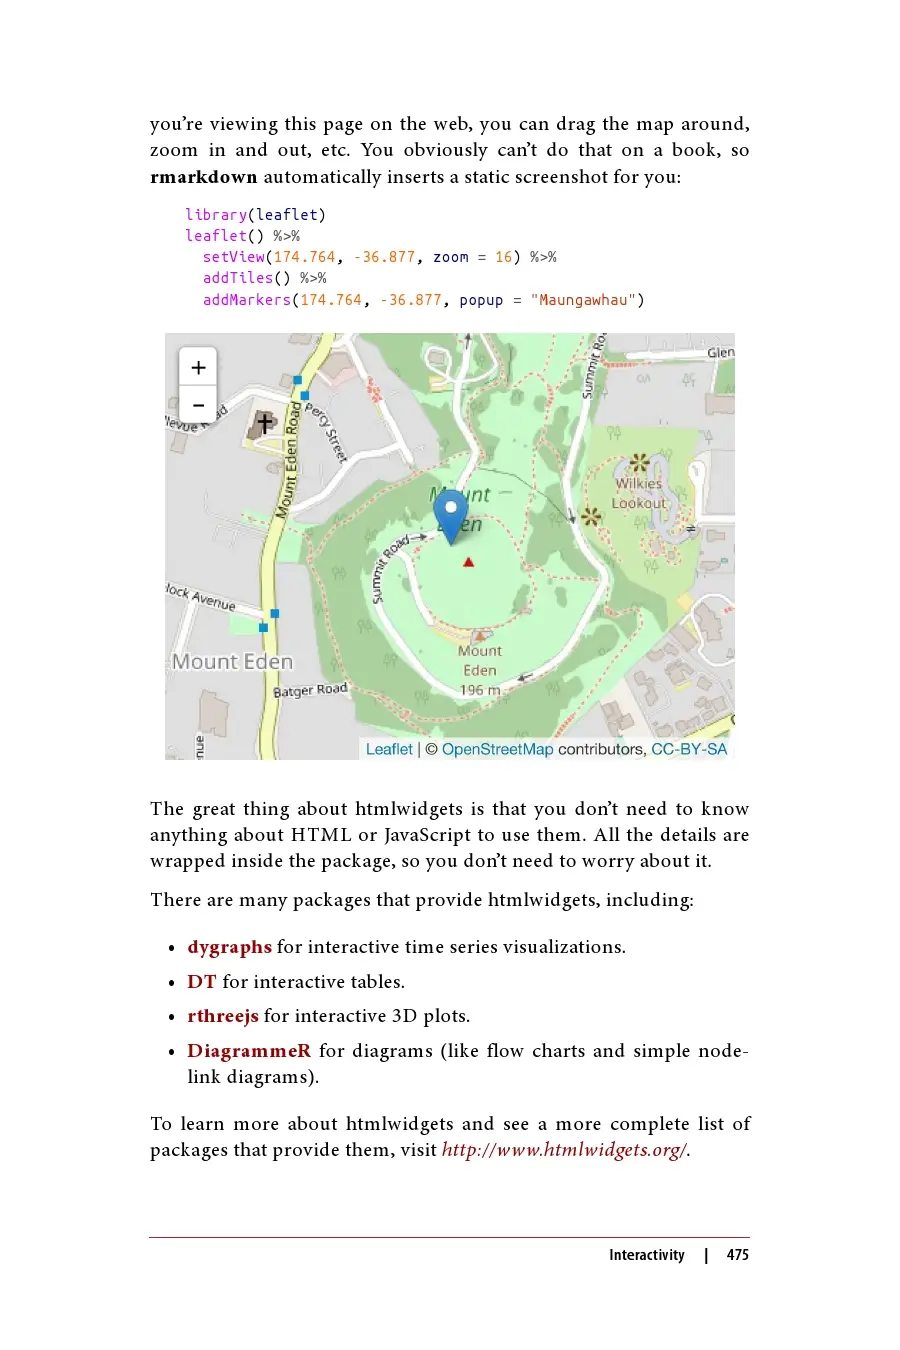 you’re viewing this page on the web, you can drag the map around,
zoom in and out, etc. You obviously can’t do that on a book, so
rmarkdown automatically inserts a static screenshot for you:
library(leaflet)
leaflet() %>%
  setView(174.764, -36.877, zoom = 16) %>%
  addTiles() %>%
  addMarkers(174.764, -36.877, popup = "Maungawhau")
+
−
Glen
Summit Road
Percy Street
Mount Eden Road
Wilkies
Lookout
Mount
Eden
Summit Road
lock Avenue
Mount Eden
Mount
Eden
196 m
Batger Road
nue
Leaflet | © OpenStreetMap contributors, CC-BY-SA
The great thing about htmlwidgets is that you don’t need to know
anything about HTML or JavaScript to use them. All the details are
wrapped inside the package, so you don’t need to worry about it.
There are many packages that provide htmlwidgets, including:
• dygraphs for interactive time series visualizations.
• DT for interactive tables.
• rthreejs for interactive 3D plots.
• DiagrammeR for diagrams (like flow charts and simple node-
link diagrams).
To learn more about htmlwidgets and see a more complete list of
packages that provide them, visit http://www.htmlwidgets.org/.
Interactivity | 475